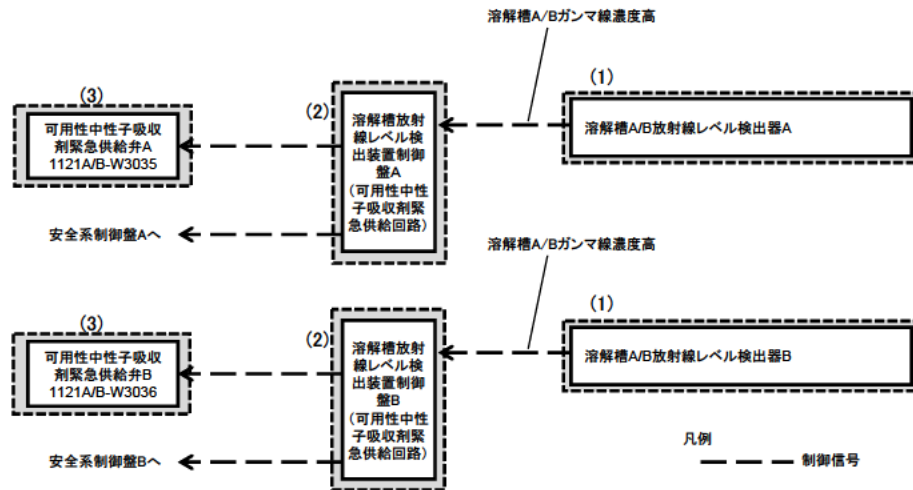 溶解槽A/Bガンマ線濃度高
(1)
溶解槽A/B放射線レベル検出器A
(2)
溶解槽放射
線レベル検
出装置制御
盤A
(可用性中性
子吸収剤緊
急供給回路)
(3)
可用性中性子吸収
剤緊急供給弁A
1121A/B-W3035
安全系制御盤Aへ
溶解槽A/Bガンマ線濃度高
(1)
溶解槽A/B放射線レベル検出器B
(2)
溶解槽放射
線レベル検
出装置制御
盤B
(可用性中性
子吸収剤緊
急供給回路)
(3)
可用性中性子吸収
剤緊急供給弁B
1121A/B-W3036
安全系制御盤Bへ
凡例
制御信号